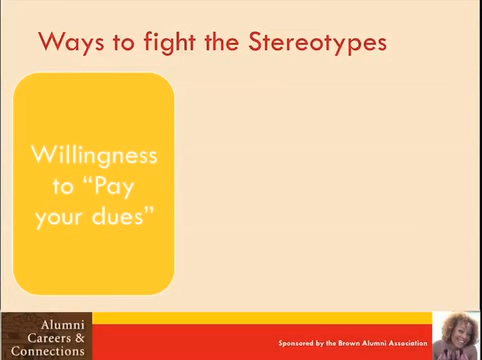 Ways to fight the Stereotypes
Willingness
to “Pay
your dues”
Alumni
Careers &
Connections
Sponsored by the Brown Alumni Association